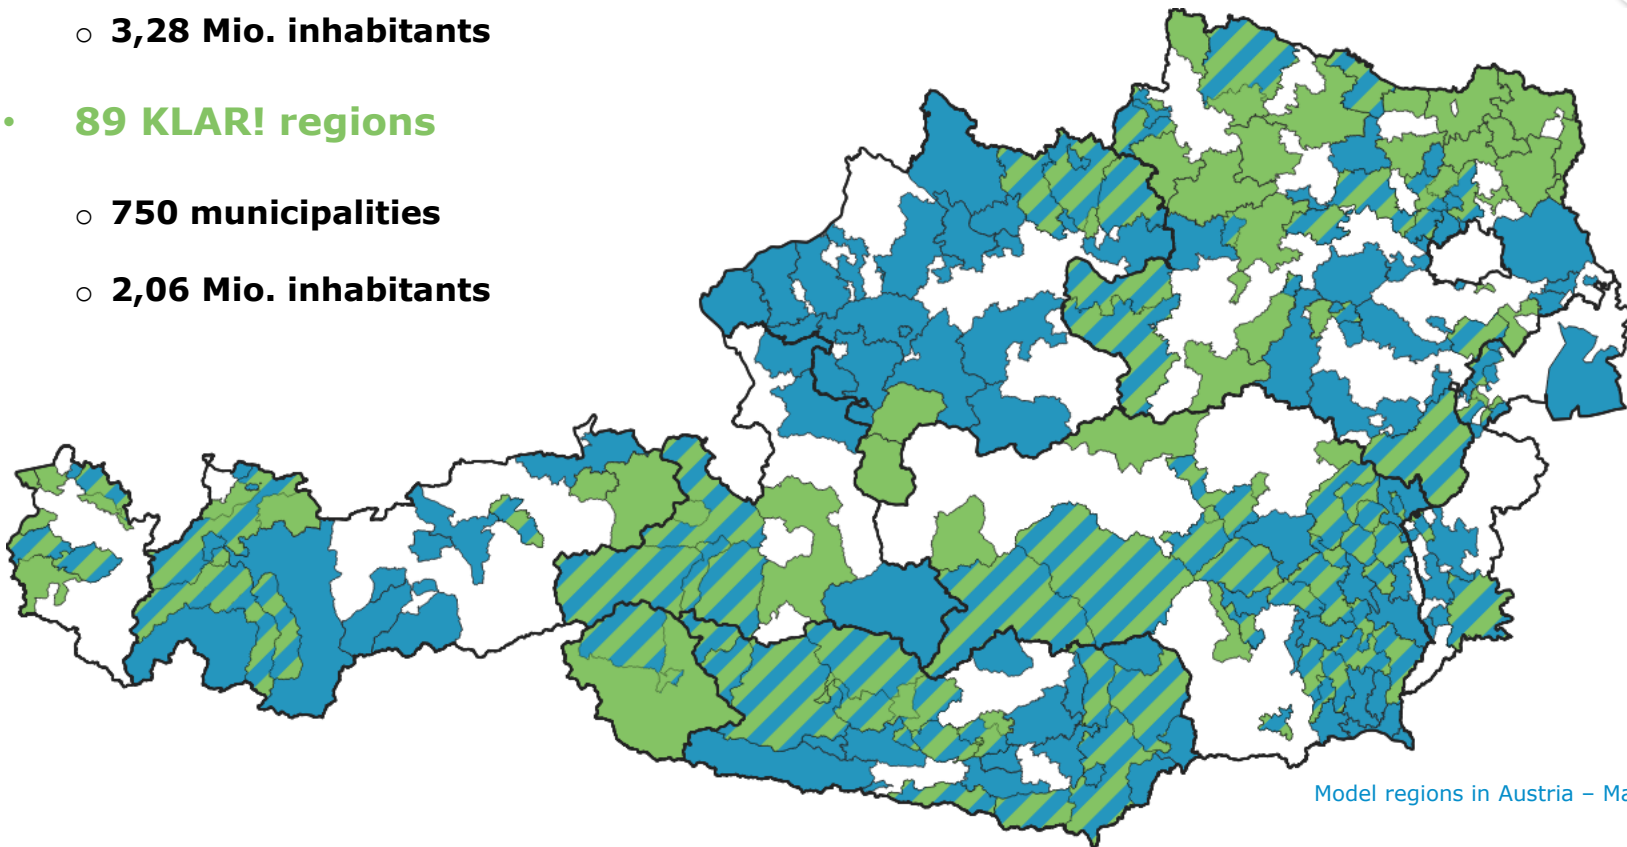 ○ 3,28 Mio. inhabitants
• 89 KLAR! regions
○ 750 municipalities
○ 2,06 Mio. inhabitants
Model regions in Austria –